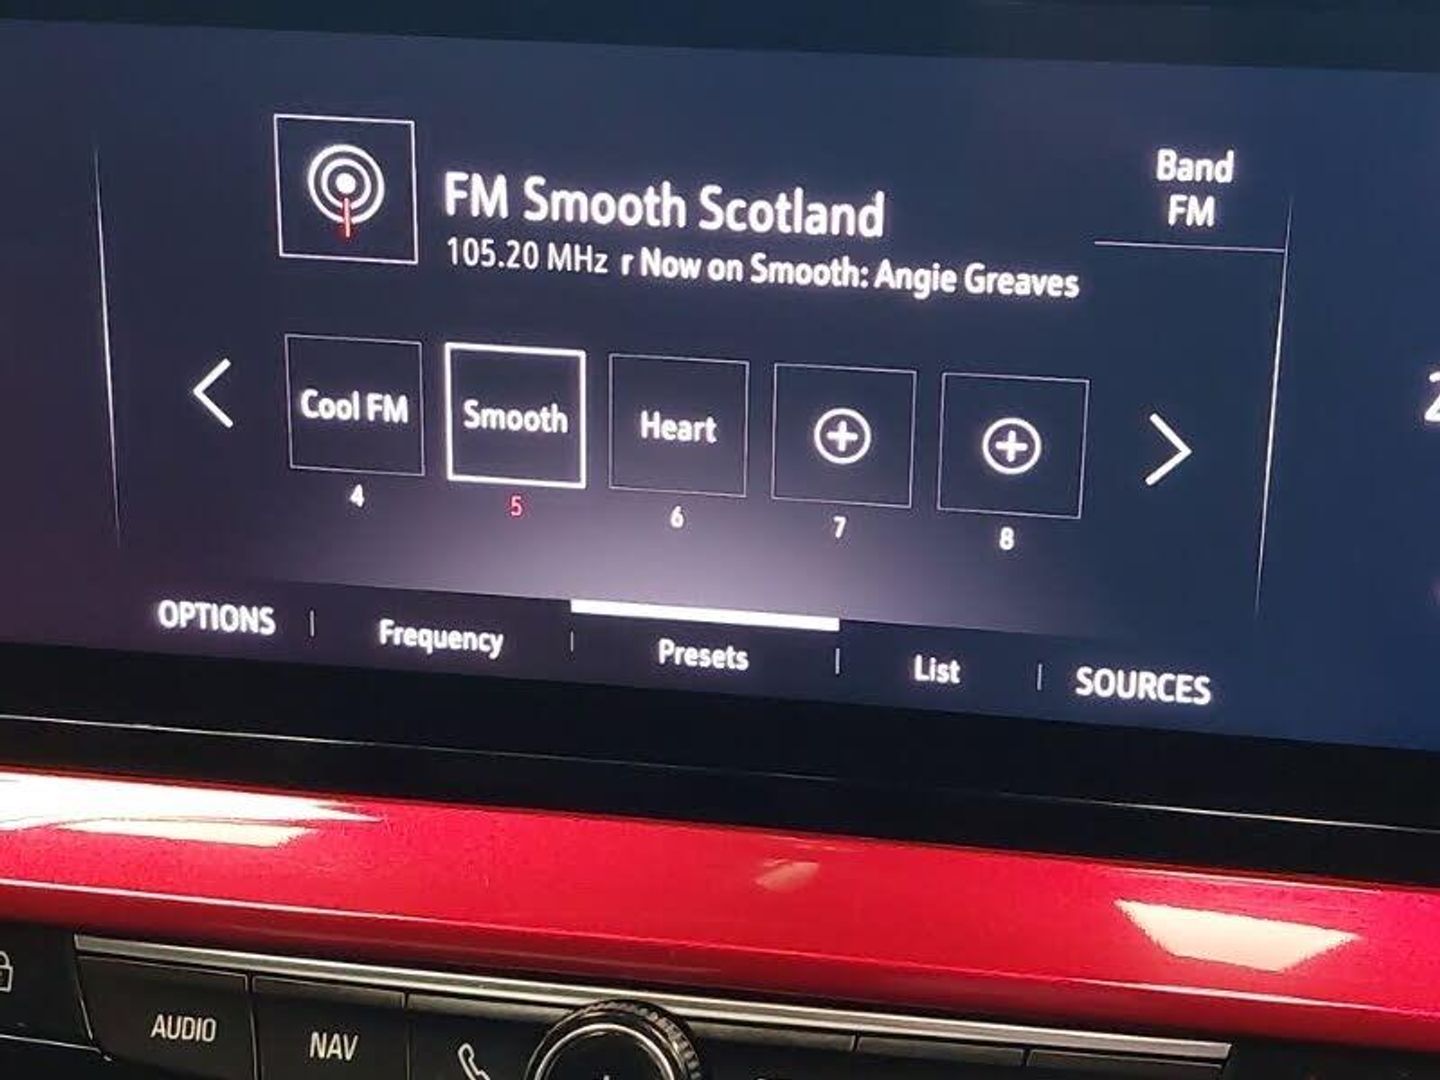 FM Smooth Scotland
105.20 MHz r Now on Smooth: Angie Greaves
Band
FM
Cool FM
Smooth
Heart
4
5
6
7
8
OPTIONS
Frequency
Presets
List
SOURCES
AUDIO
NAV